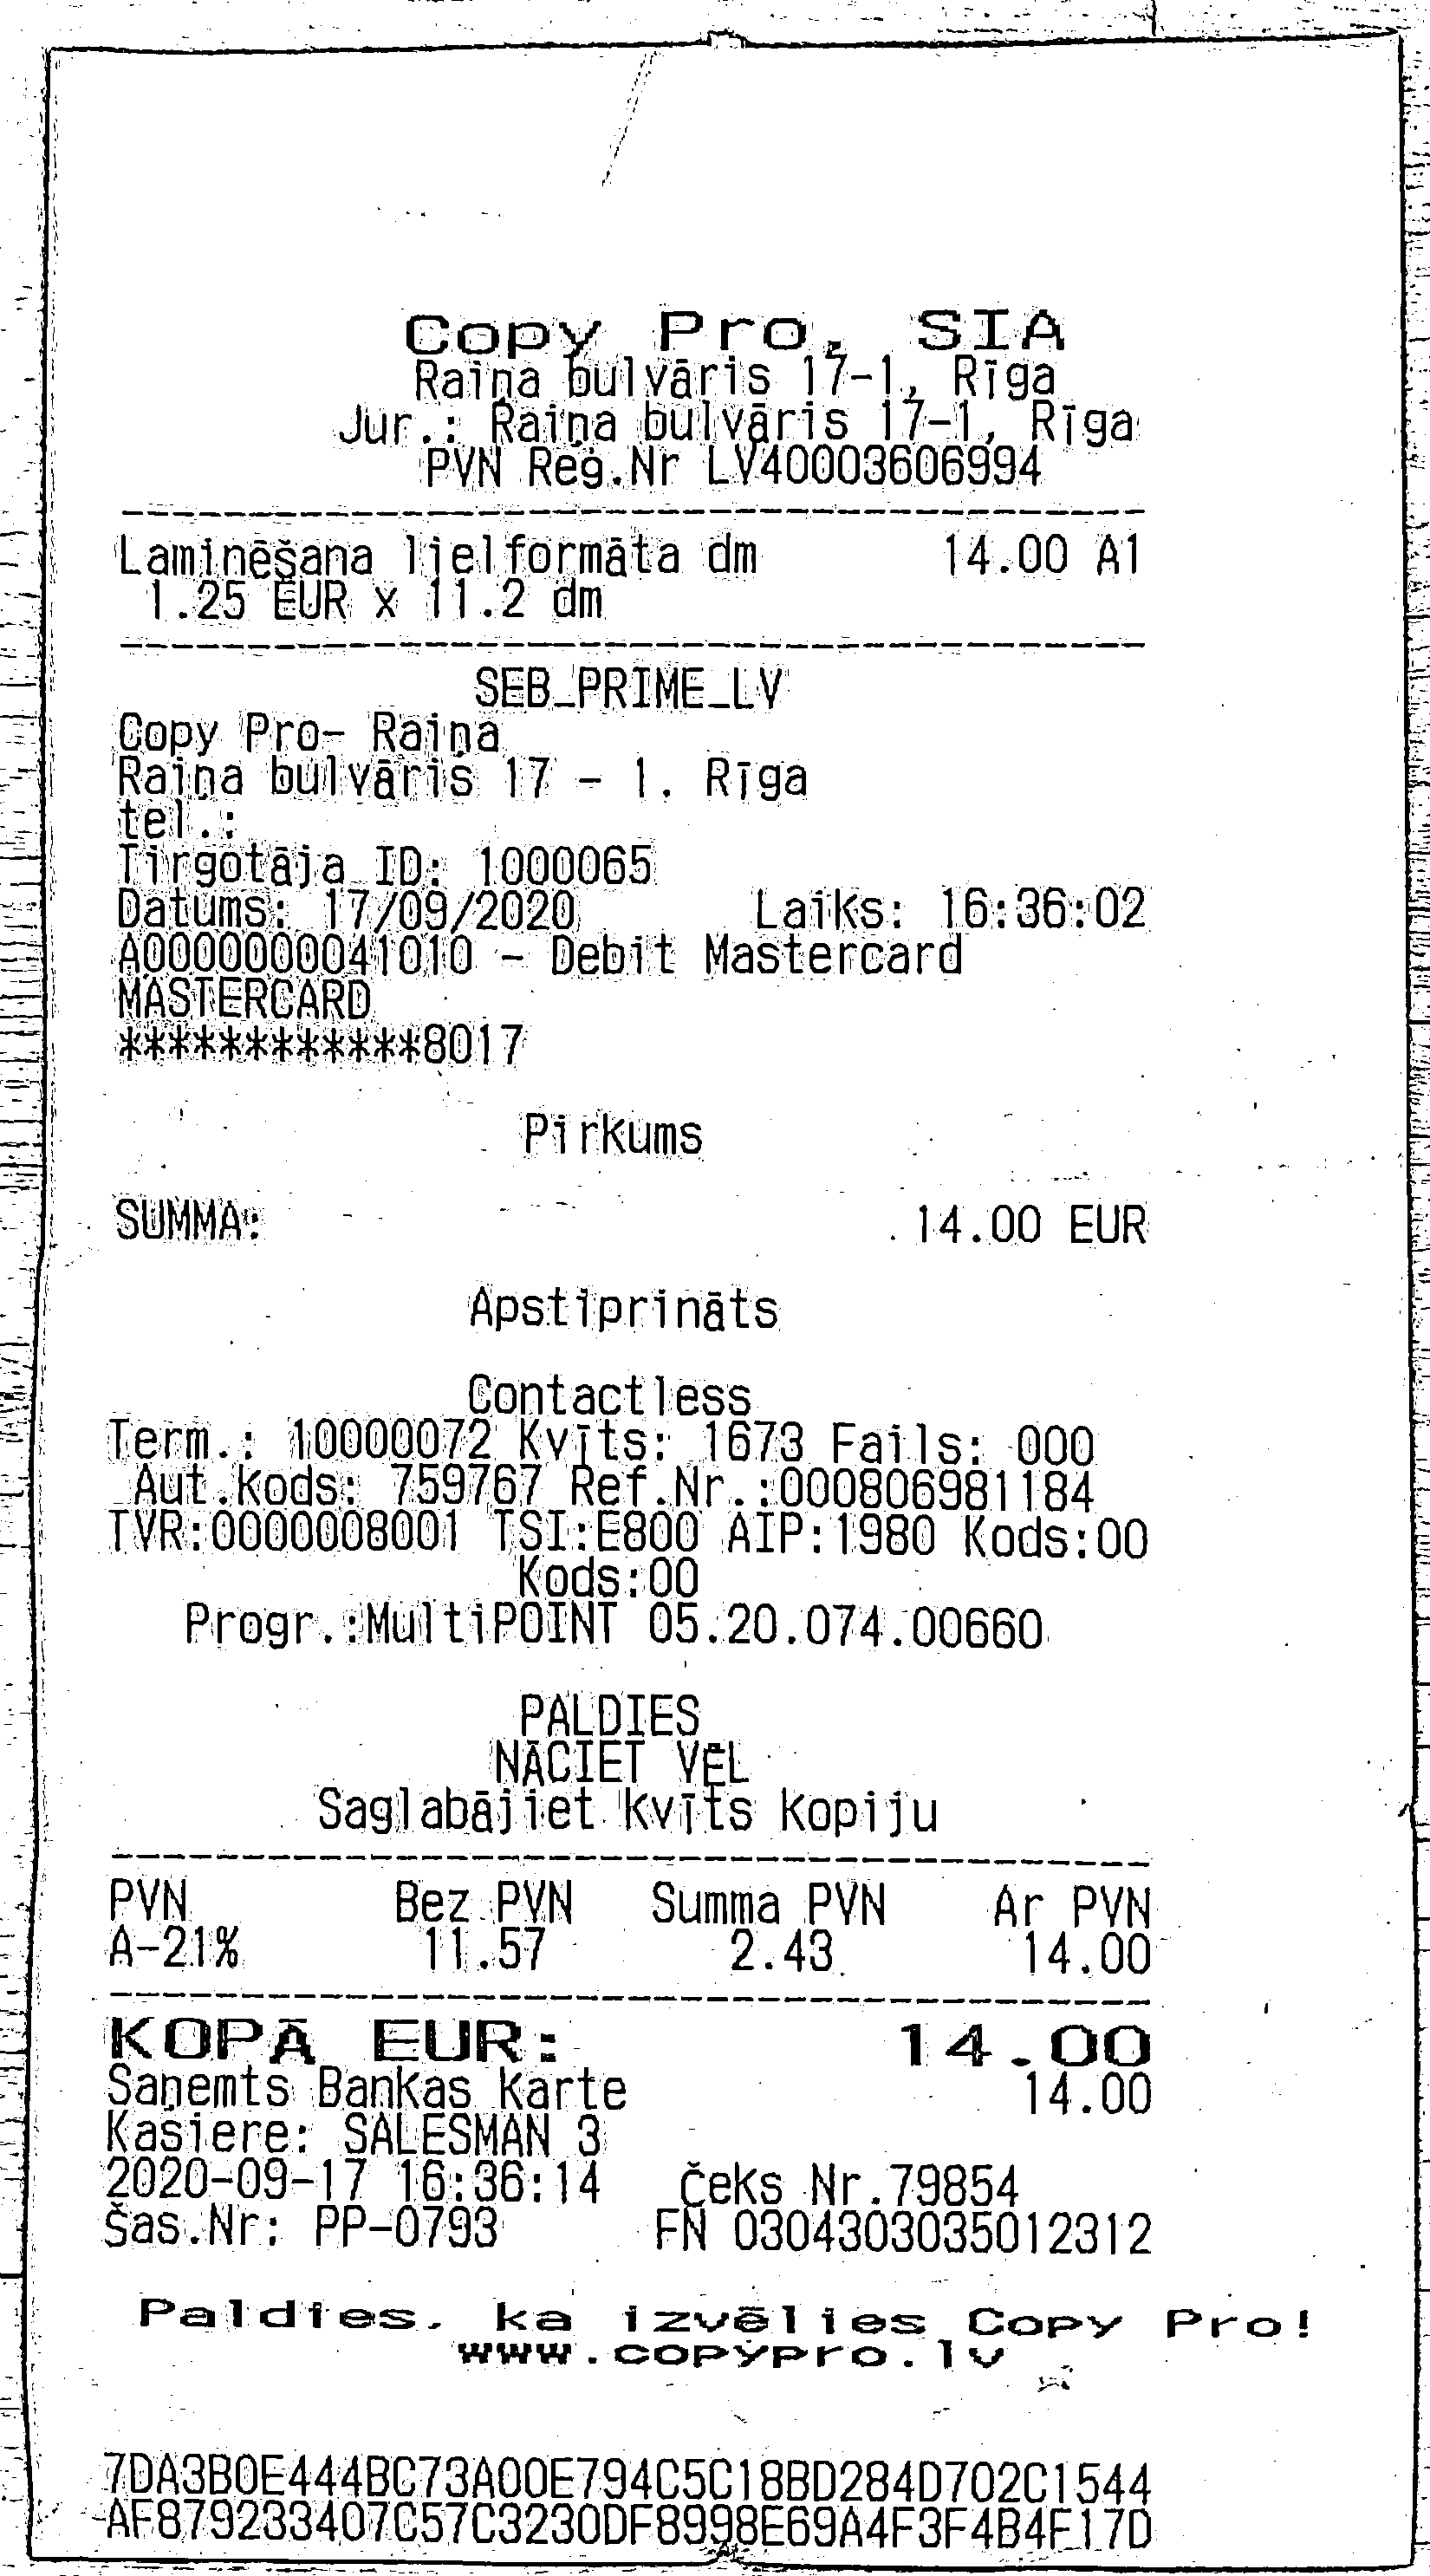 Copy Pro, SIA
Raiņa bulvāris 17-1, Rīga
Jur.: Raiņa bulvāris 17-1, Rīga
PVN Reģ.Nr LV40003606994
Laminēšana lielformāta dm 14.00 A1
1.25 EUR x 11.2 dm
SEB_PRIME_LV
Copy Pro- Raiņa
Raiņa bulvāris 17 - 1. Rīga
tel.:
Tirgotāja ID: 1000065
Datums: 17/09/2020 Laiks: 16:36:02
A0000000041010 - Debit Mastercard
MASTERCARD
************8017
Pirkums
SUMMA: 14.00 EUR
Apstiprināts
Contactless
Term.: 10000072 Kvīts: 1673 Fails: 000
Aut.kods: 759767 Ref.Nr.:000806981184
TVR:0000008001 TSI:E800 AIP:1980 Kods:00
Kods:00
Progr.:MultiPOINT 05.20.074.00660
PALDIES
NĀCIET VĒL
Saglabājiet kvīts kopiju
PVN Bez PVN Summa PVN Ar PVN
A-21% 11.57 2.43 14.00
KOPĀ EUR: 14.00
Saņemts Bankas karte 14.00
Kasiere: SALESMAN 3
2020-09-17 16:36:14 Čeks Nr.79854
Šas.Nr: PP-0793 FN 0304303035012312
Paldies, ka izvēlies Copy Pro!
www.copypro.lv
7DA3B0E444BC73A00E794C5C18BD284D702C1544
AF879233407C57C3230DF8998E69A4F3F4B4F17D